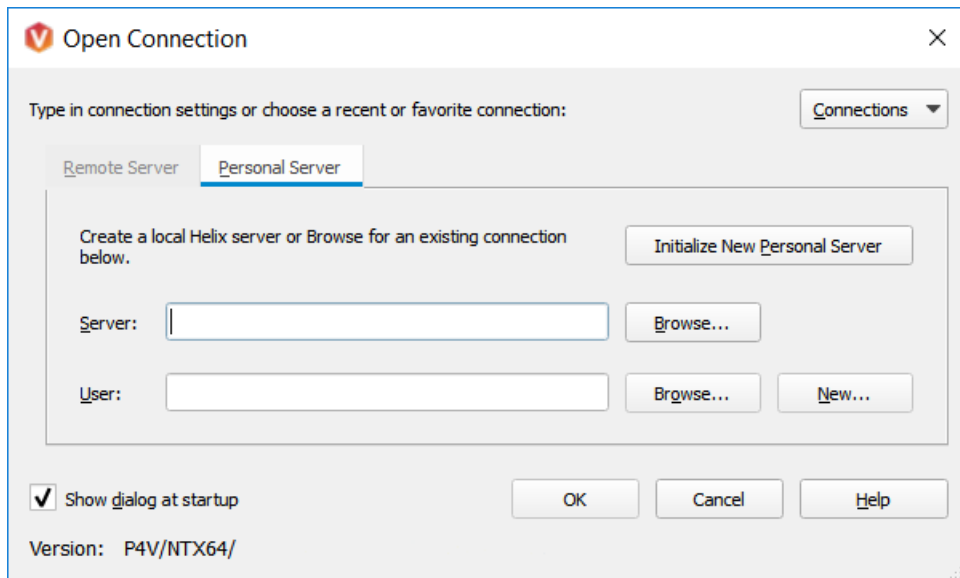 Open Connection
Type in connection settings or choose a recent or favorite connection:
Connections
Remote Server
Personal Server
Create a local Helix server or Browse for an existing connection
below.
Initialize New Personal Server
Server:
Browse...
User:
Browse...
New...
Show dialog at startup
OK
Cancel
Help
Version: P4V/NTX64/